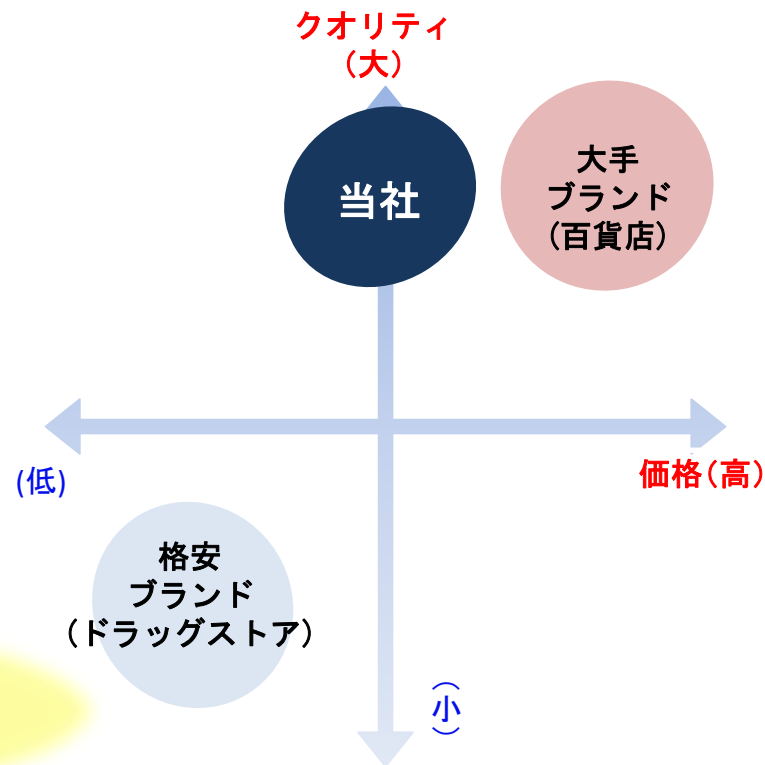 クオリティ
（大）
当社
大手
ブランド
（百貨店）
(低)
価格（高）
格安
ブランド
（ドラッグストア）
（小）